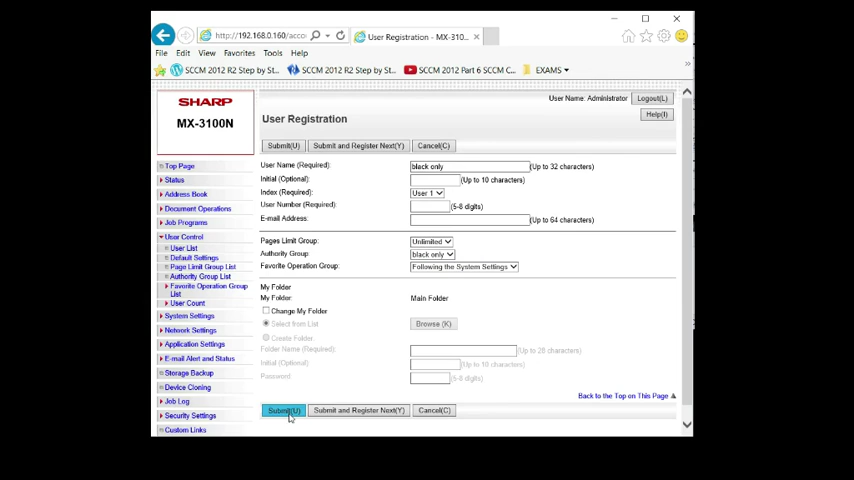 http://192.168.0.160/acco
User Registration - MX-310...
File Edit View Favorites Tools Help
SCCM 2012 R2 Step by St... SCCM 2012 R2 Step by St... SCCM 2012 Part 6 SCCM C... EXAMS
SHARP
MX-3100N
User Name: Administrator Logout(L)
Help(I)
User Registration
Submit(U) Submit and Register Next(Y) Cancel(C)
Top Page
Status
Address Book
Document Operations
Job Programs
User Control
User List
Default Settings
Page Limit Group List
Authority Group List
Favorite Operation Group List
User Count
System Settings
Network Settings
Application Settings
E-mail Alert and Status
Storage Backup
Device Cloning
Job Log
Security Settings
Custom Links
User Name (Required): black only (Up to 32 characters)
Initial (Optional): (Up to 10 characters)
Index (Required): User 1
User Number (Required): (5-8 digits)
E-mail Address: (Up to 64 characters)
Pages Limit Group: Unlimited
Authority Group: black only
Favorite Operation Group: Following the System Settings
My Folder
My Folder: Main Folder
Change My Folder
Select from List Browse (K)
Create Folder
Folder Name (Required): (Up to 28 characters)
Initial (Optional): (Up to 10 characters)
Password (5-8 digits)
Back to the Top on This Page
Submit(U) Submit and Register Next(Y) Cancel(C)